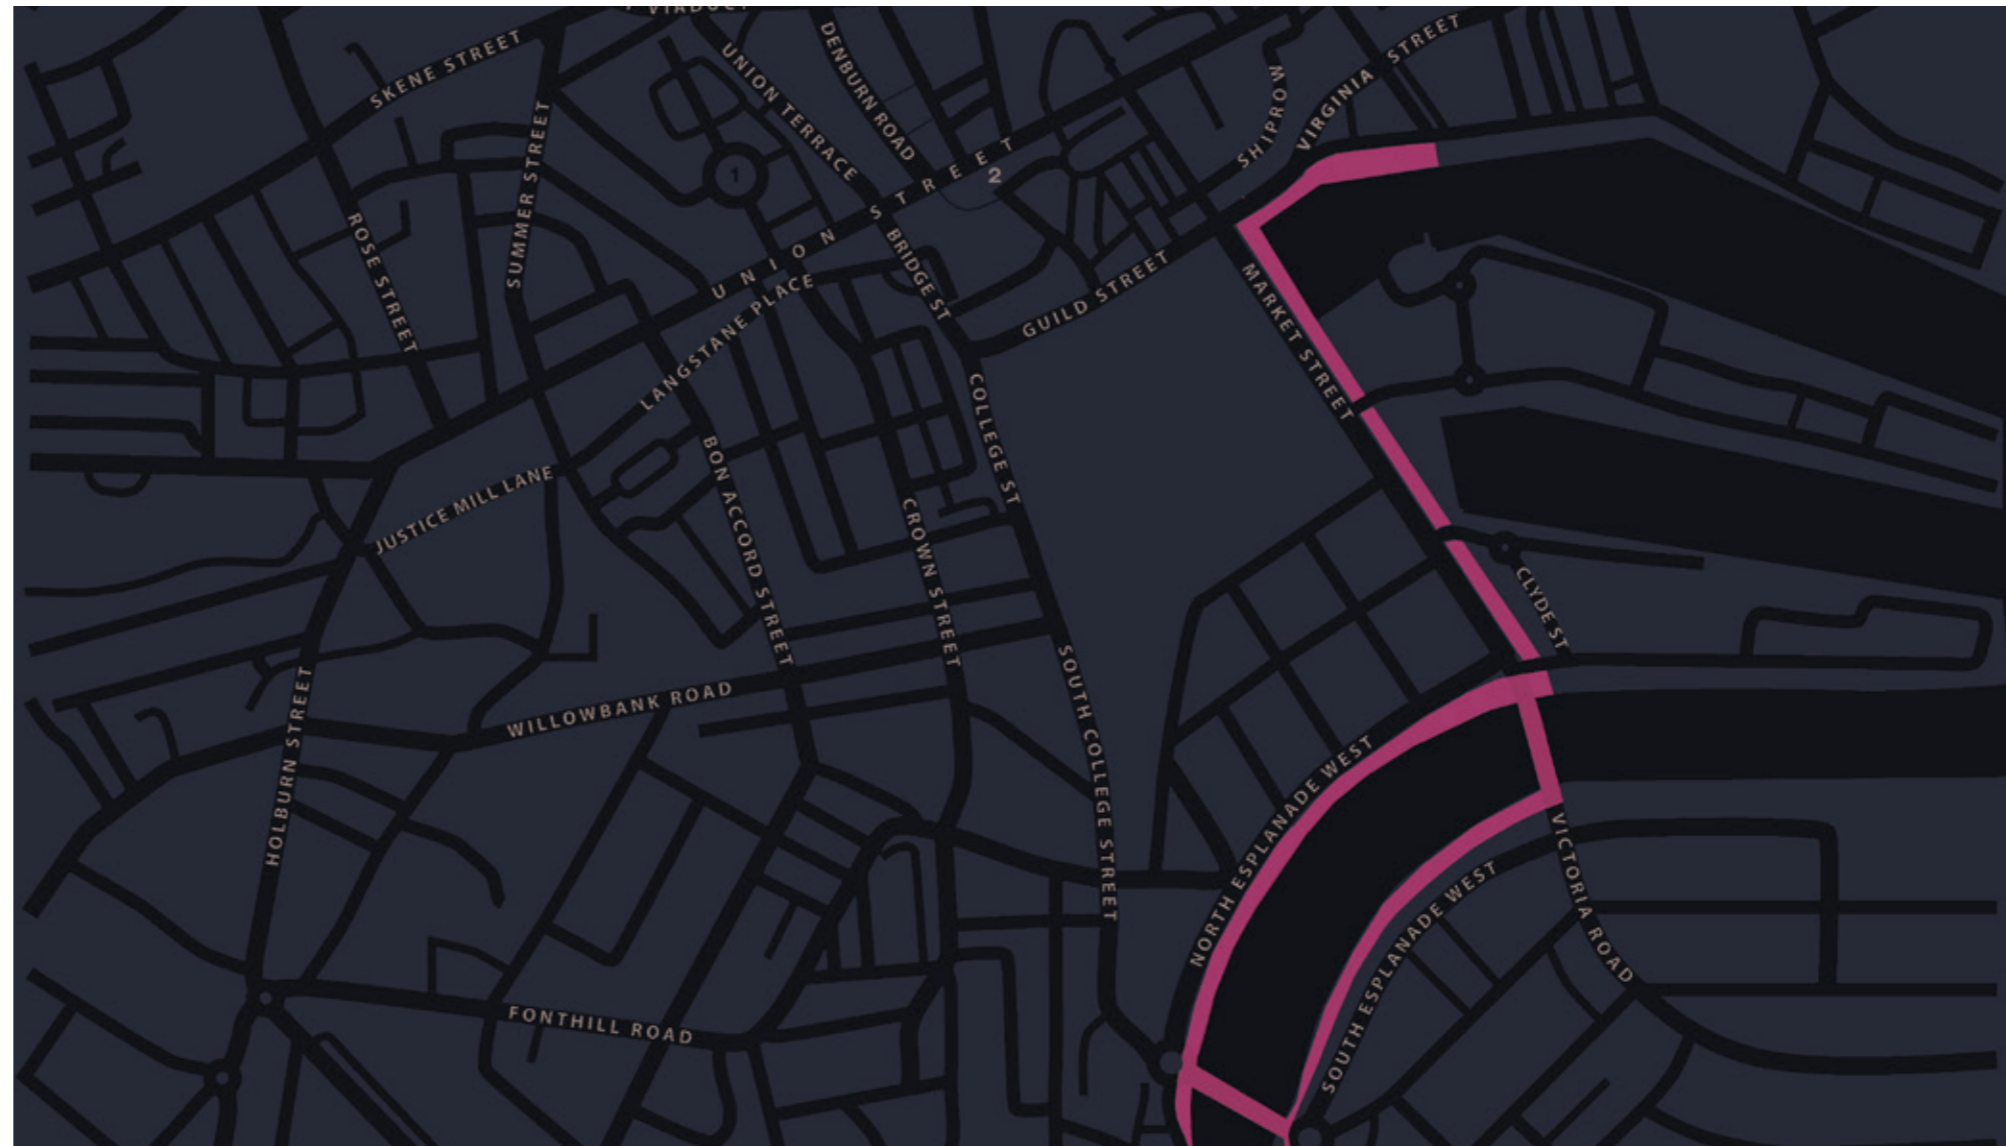 VIADUCT
SKENE STREET
UNION TERRACE
DENBURN ROAD
SHIPROW
VIRGINIA STREET
SUMMER STREET
1
2
UNION STREET
ROSE STREET
BRIDGE ST
LANGSTANE PLACE
GUILD STREET
MARKET STREET
COLLEGE ST
JUSTICE MILL LANE
BON ACCORD STREET
CROWN STREET
CLYDE ST
SOUTH COLLEGE STREET
WILLOWBANK ROAD
HOLBURN STREET
NORTH ESPLANADE WEST
VICTORIA ROAD
SOUTH ESPLANADE WEST
FONTHILL ROAD